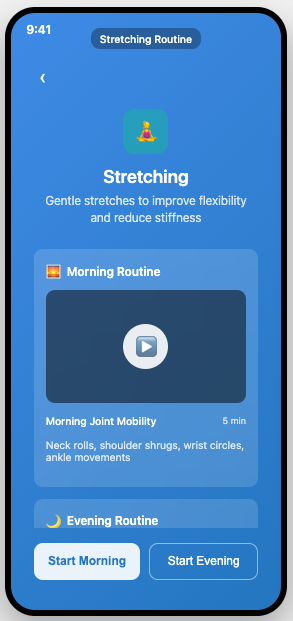 9:41
Stretching Routine
Stretching
Gentle stretches to improve flexibility
and reduce stiffness
Morning Routine
Morning Joint Mobility 5 min
Neck rolls, shoulder shrugs, wrist circles,
ankle movements
Evening Routine
Start Morning Start Evening